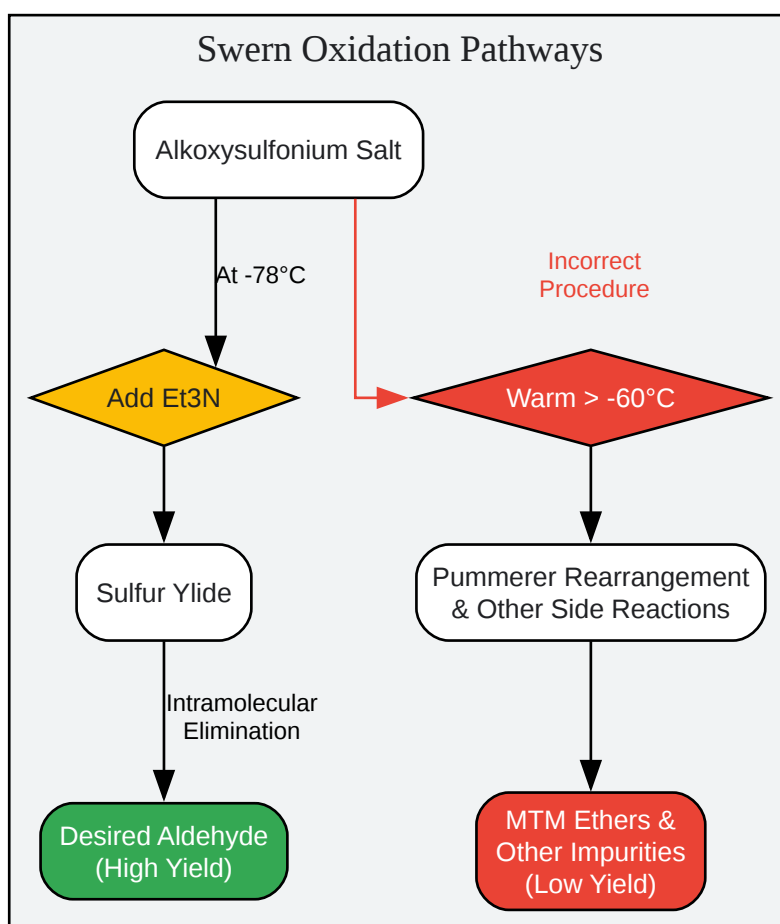 Swern Oxidation Pathways
Alkoxysulfonium Salt
At -78°C
Incorrect
Procedure
Add Et3N
Warm > -60°C
Sulfur Ylide
Pummerer Rearrangement
& Other Side Reactions
Intramolecular
Elimination
Desired Aldehyde
(High Yield)
MTM Ethers &
Other Impurities
(Low Yield)